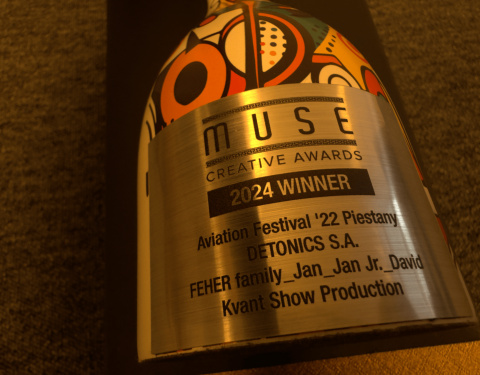 MUSE
CREATIVE AWARDS
2024 WINNER
Aviation Festival '22 Piestany
DETONICS S.A.
FEHER family_Jan_Jan Jr._David
Kvant Show Production